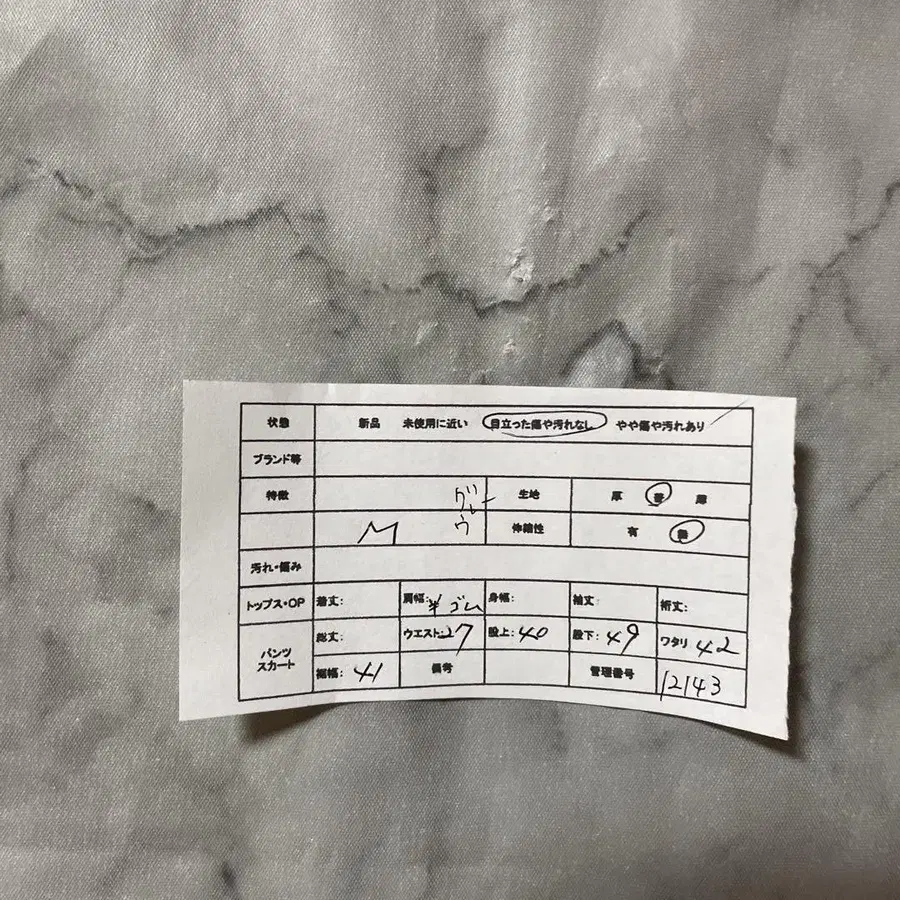 状態 新品 未使用に近い 目立った傷や汚れなし やや傷や汚れあり
ブランド等
特徴 グレー 生地 厚 普 薄
M ウ 伸縮性 有 無
汚れ・傷み
トップス・OP 着丈: 肩幅: 半ゴム 身幅: 袖丈: 裄丈:
パンツ スカート 総丈: ウエスト:27 股上:40 股下:49 ワタリ 42
裾幅:41 備考 管理番号 12143